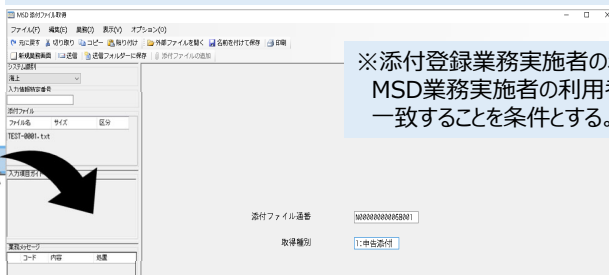 MSD 添付ファイル取得
ファイル(F) 編集(E) 業務(J) 表示(V) オプション(O)
元に戻す 切り取り コピー 貼り付け 外部ファイルを開く 名前を付けて保存 印刷
新規業務画面 送信 送信フォルダーに保存 添付ファイルの追加
システム識別
海上
入力情報特定番号
添付ファイル
ファイル名 サイズ 区分
TEST-0001.txt
入力項目ガイド
業務メッセージ
コード 内容 処置
※添付登録業務実施者の
MSD業務実施者の利用者
一致することを条件とする。
添付ファイル通番
取得種別 1:申告添付